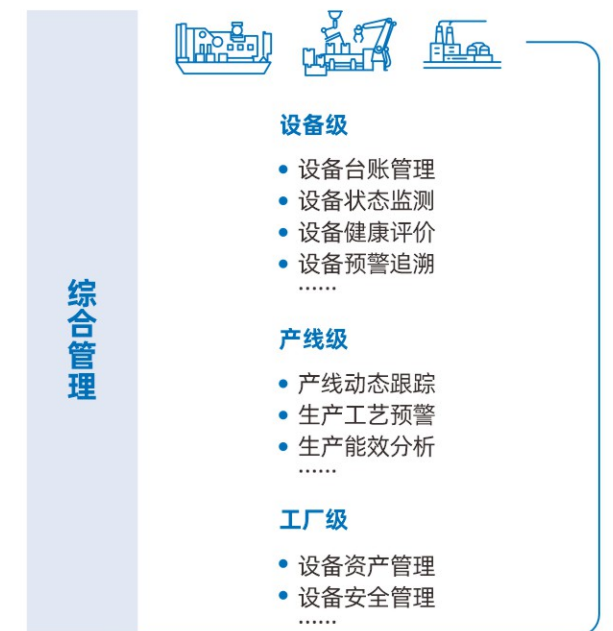 综合管理
设备级
• 设备台账管理
• 设备状态监测
• 设备健康评价
• 设备预警追溯
······
产线级
• 产线动态跟踪
• 生产工艺预警
• 生产能效分析
······
工厂级
• 设备资产管理
• 设备安全管理
······